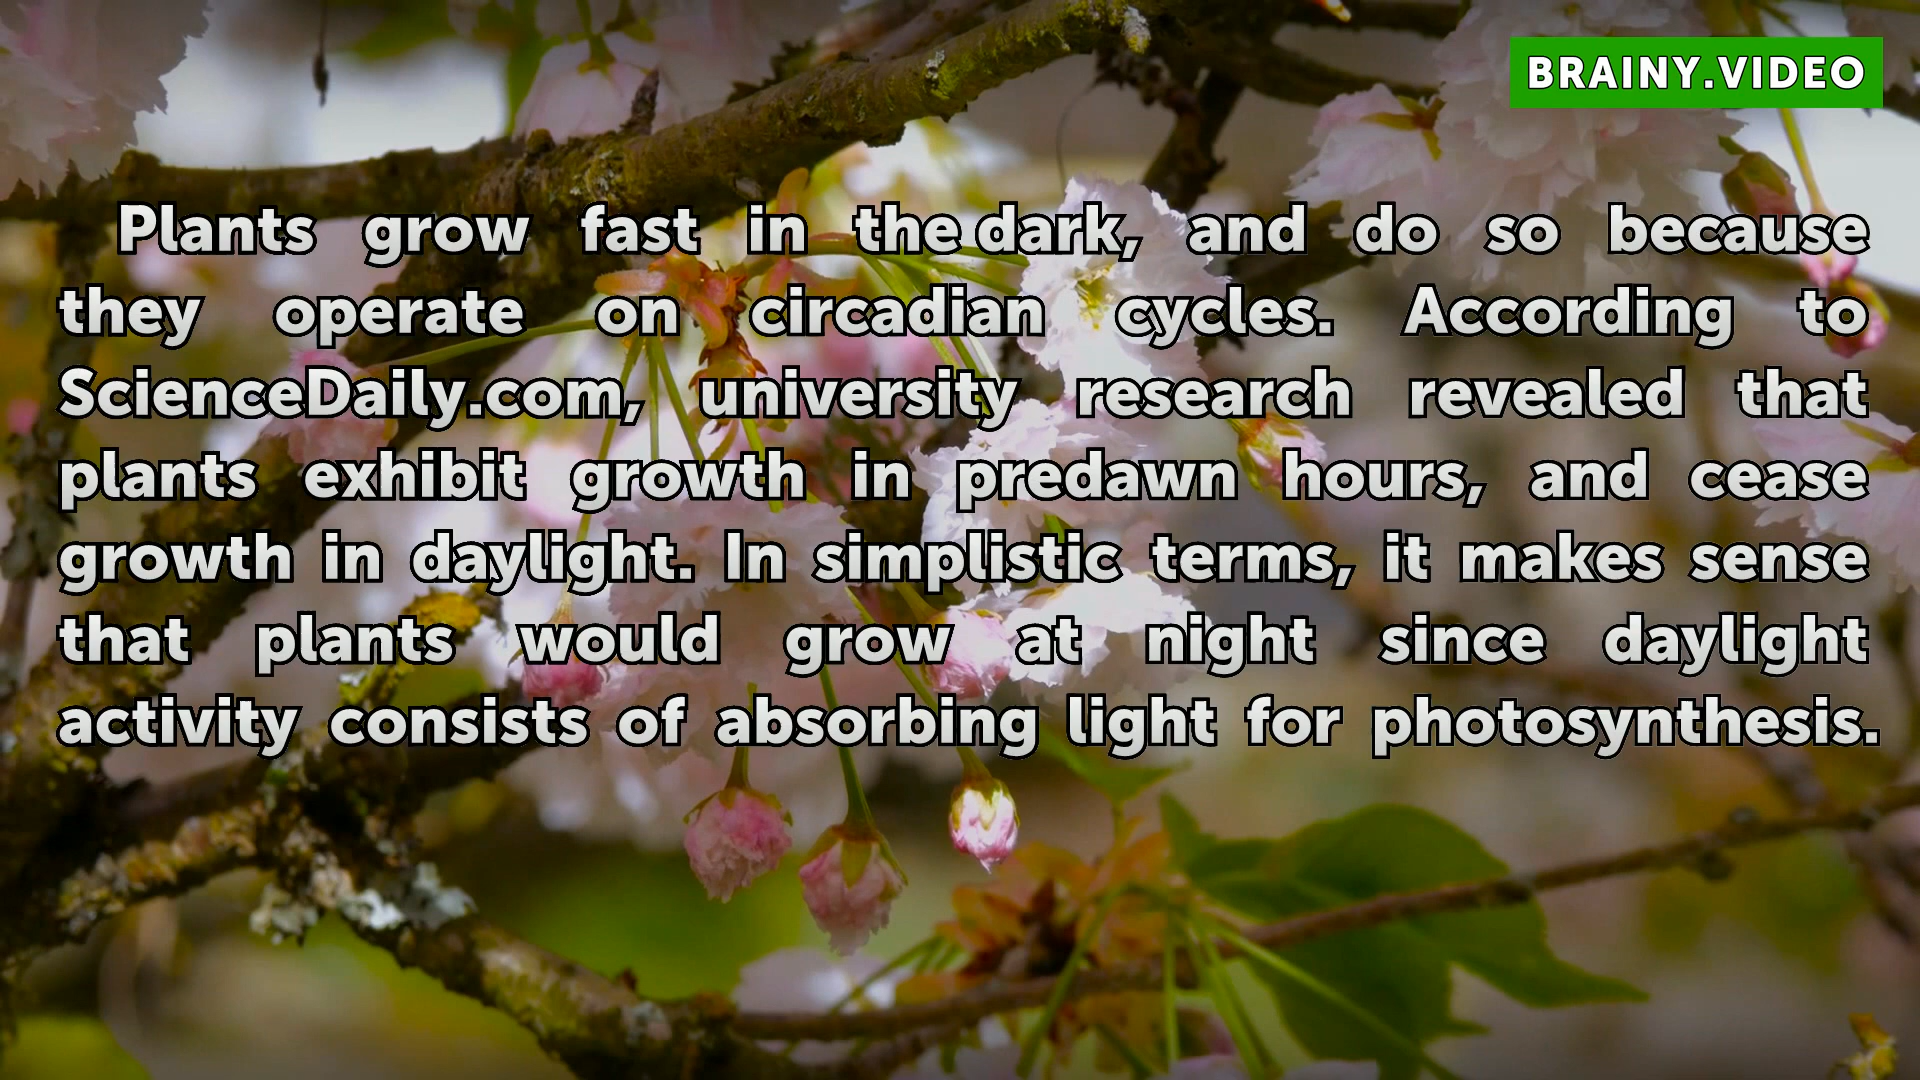 BRAINY.VIDEO
Plants grow fast in the dark, and do so because
they operate on circadian cycles. According to
ScienceDaily.com, university research revealed that
plants exhibit growth in predawn hours, and cease
growth in daylight. In simplistic terms, it makes sense
that plants would grow at night since daylight
activity consists of absorbing light for photosynthesis.